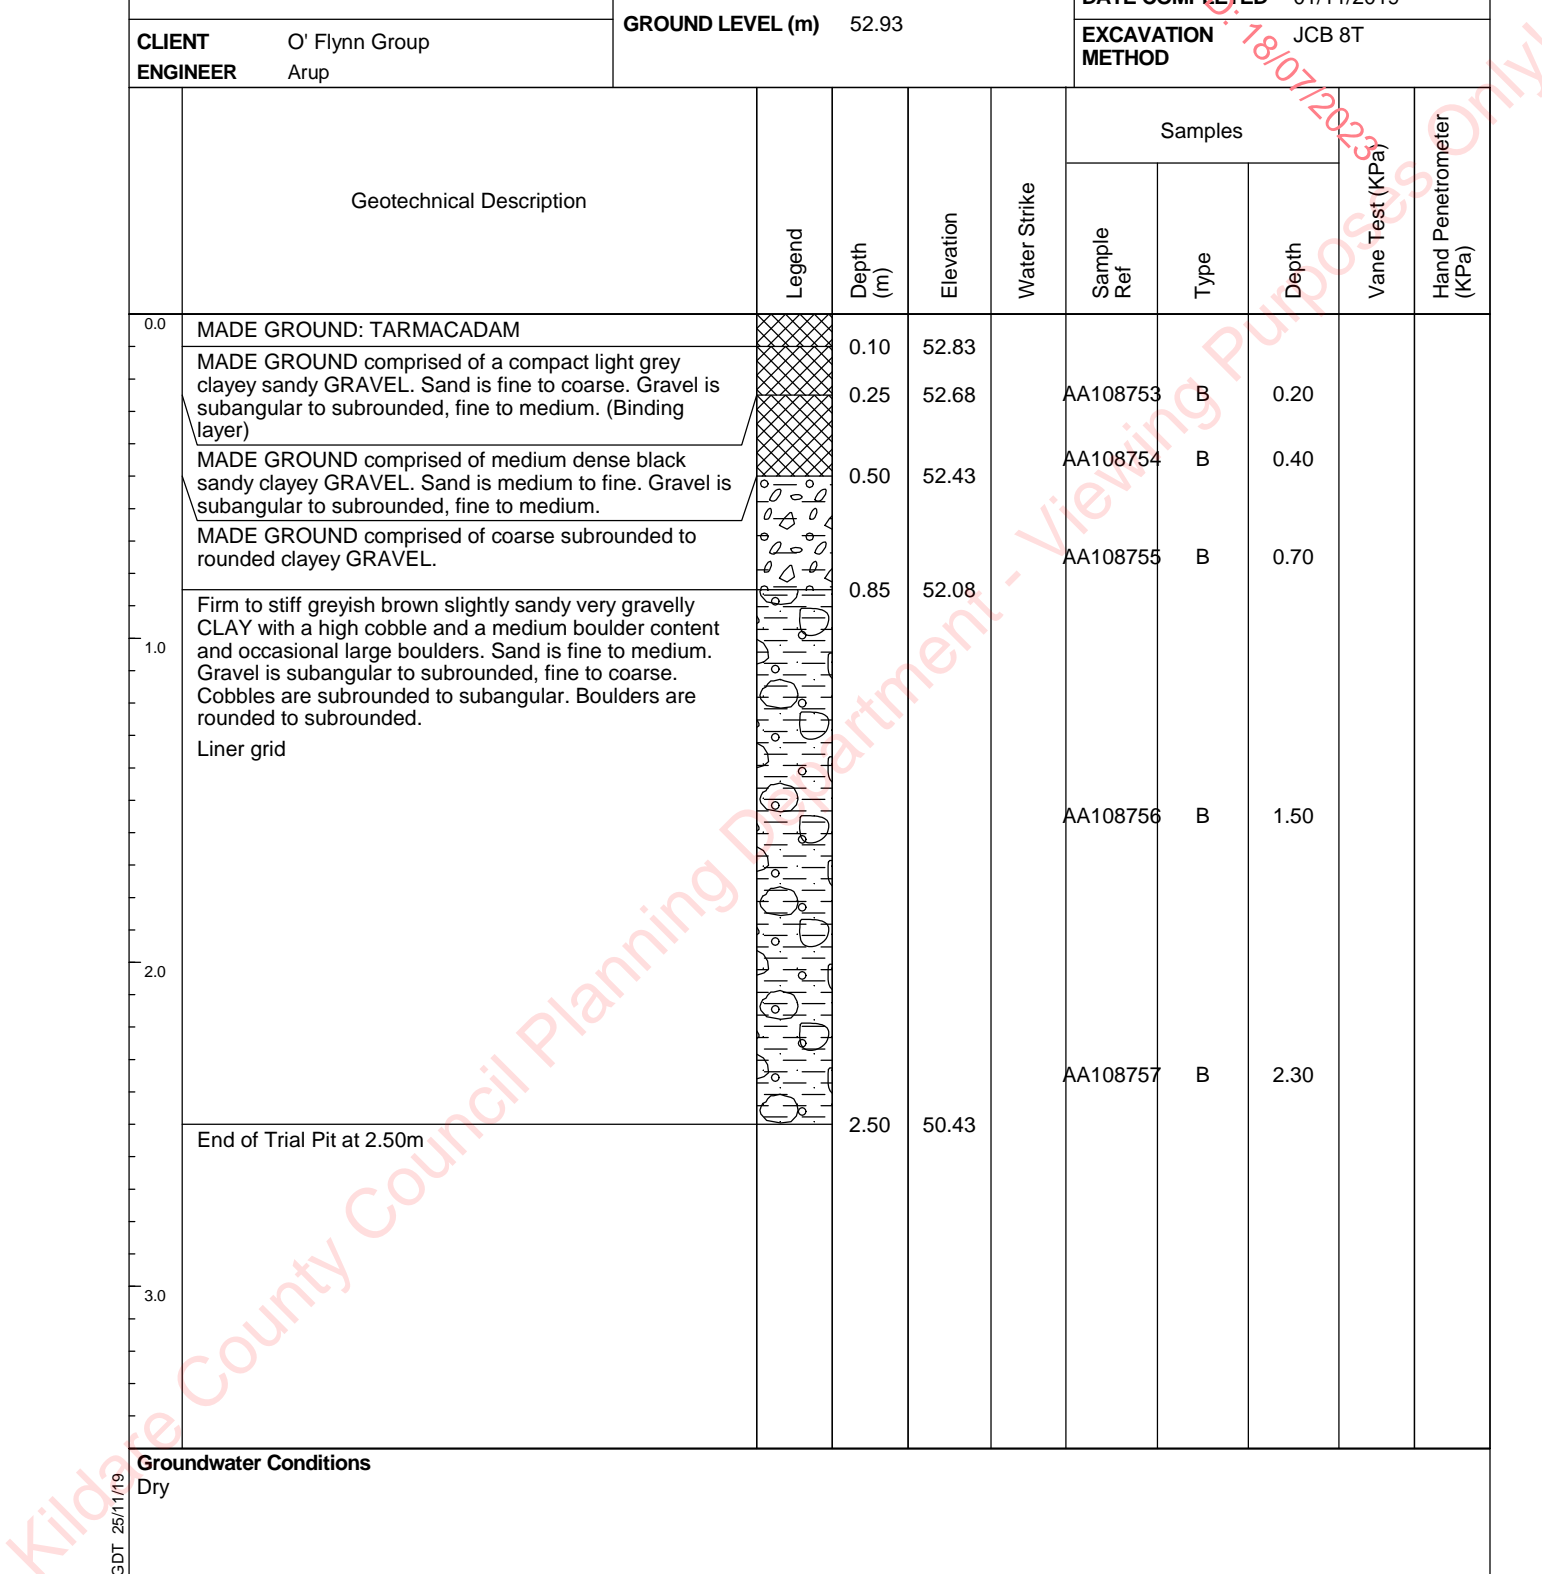 DATE COMPLETED 01/11/2019
GROUND LEVEL (m) 52.93
CLIENT O' Flynn Group
ENGINEER Arup
EXCAVATION JCB 8T
METHOD
D: 18/07/2023
Geotechnical Description
Legend
Depth
(m)
Elevation
Water Strike
Samples
Sample
Ref
Type
Depth
Vane Test (KPa)
Hand Penetrometer
(KPa)
0.0
MADE GROUND: TARMACADAM
0.10 52.83
MADE GROUND comprised of a compact light grey
clayey sandy GRAVEL. Sand is fine to coarse. Gravel is
subangular to subrounded, fine to medium. (Binding
layer)
0.25 52.68
AA108753 B 0.20
MADE GROUND comprised of medium dense black
sandy clayey GRAVEL. Sand is medium to fine. Gravel is
subangular to subrounded, fine to medium.
AA108754 B 0.40
0.50 52.43
MADE GROUND comprised of coarse subrounded to
rounded clayey GRAVEL.
AA108755 B 0.70
0.85 52.08
Firm to stiff greyish brown slightly sandy very gravelly
CLAY with a high cobble and a medium boulder content
and occasional large boulders. Sand is fine to medium.
Gravel is subangular to subrounded, fine to coarse.
Cobbles are subrounded to subangular. Boulders are
rounded to subrounded.
1.0
Liner grid
AA108756 B 1.50
2.0
AA108757 B 2.30
2.50 50.43
End of Trial Pit at 2.50m
3.0
Groundwater Conditions
Dry
GDT 25/11/19
Kildare County Council Planning Department - Viewing Purposes Only!